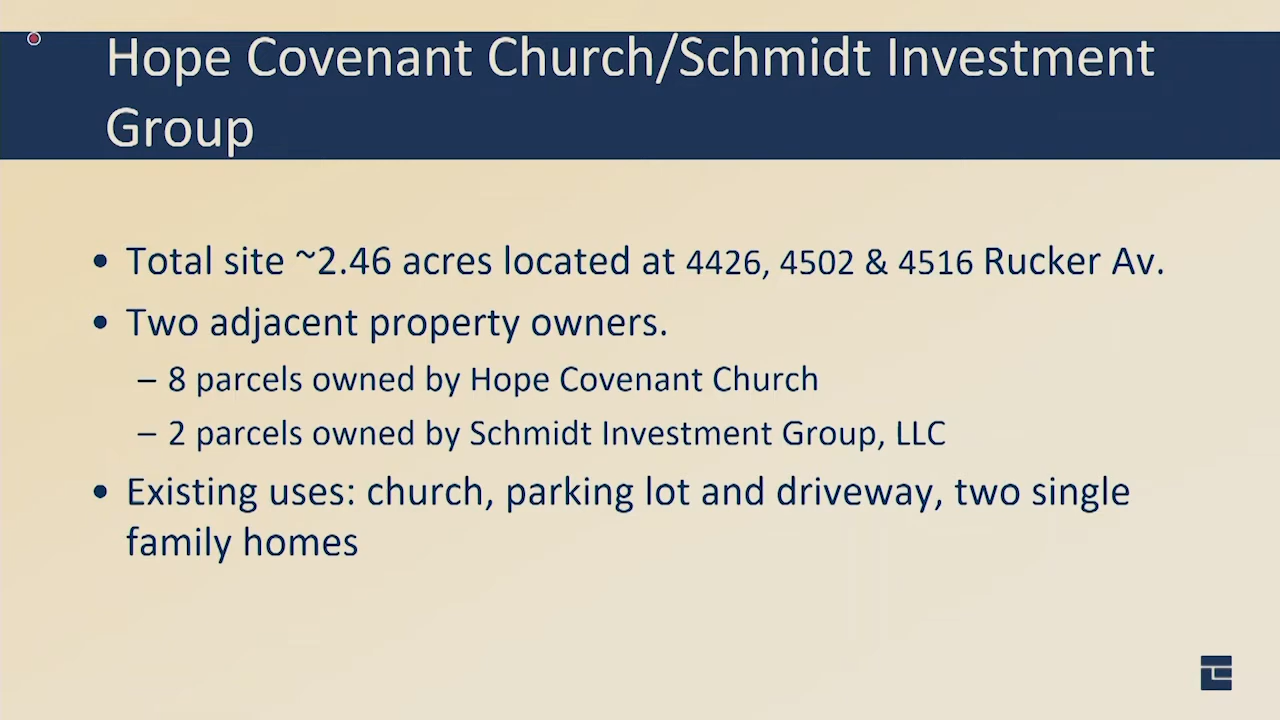 Hope Covenant Church/Schmidt Investment
Group
• Total site ~2.46 acres located at 4426, 4502 & 4516 Rucker Av.
• Two adjacent property owners.
– 8 parcels owned by Hope Covenant Church
– 2 parcels owned by Schmidt Investment Group, LLC
• Existing uses: church, parking lot and driveway, two single
family homes